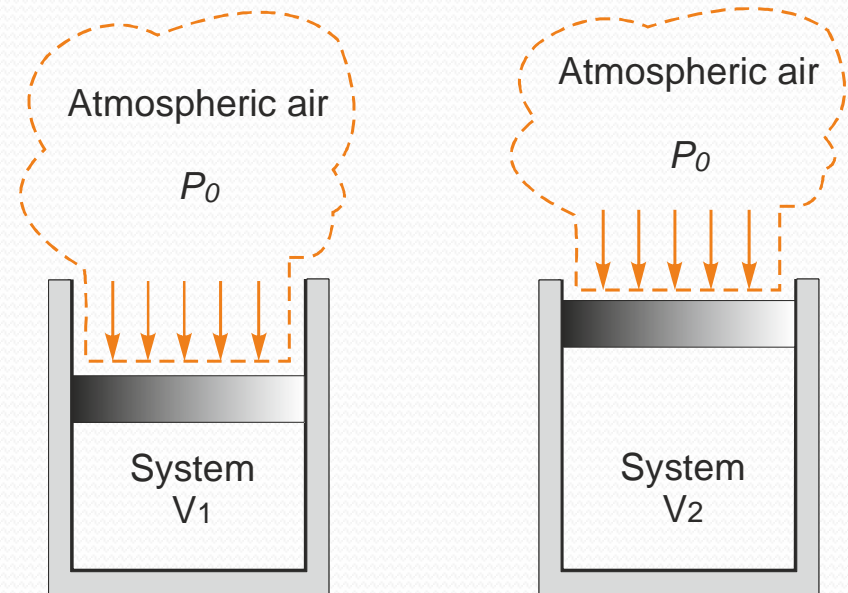 Atmospheric air
P0
System
V1
Atmospheric air
P0
System
V2